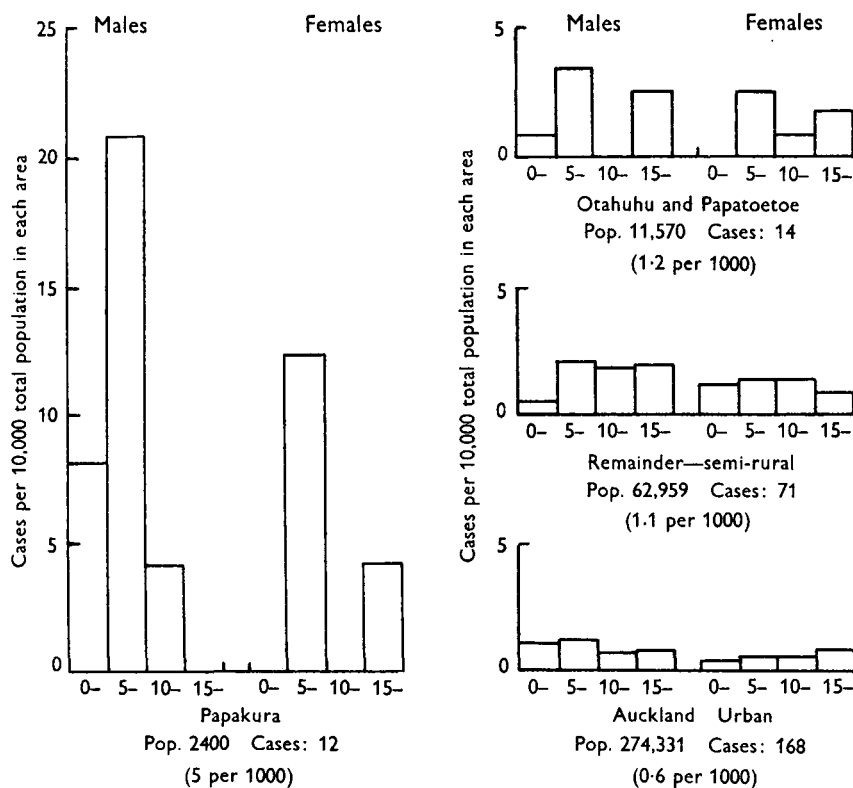 Males Females
Cases per 10,000 total population in each area
25
20
15
10
5
0
0– 5– 10– 15– 0– 5– 10– 15–
Papakura
Pop. 2400 Cases: 12
(5 per 1000)
Males Females
Cases per 10,000 total population in each area
5
0
0– 5– 10– 15– 0– 5– 10– 15–
Otahuhu and Papatoetoe
Pop. 11,570 Cases: 14
(1·2 per 1000)
5
0
0– 5– 10– 15– 0– 5– 10– 15–
Remainder—semi-rural
Pop. 62,959 Cases: 71
(1.1 per 1000)
5
0
0– 5– 10– 15– 0– 5– 10– 15–
Auckland Urban
Pop. 274,331 Cases: 168
(0·6 per 1000)